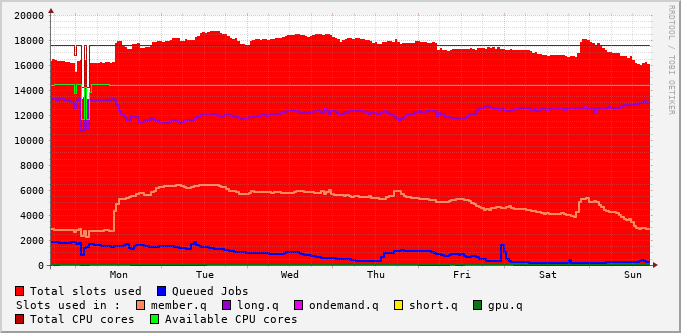 20000
18000
16000
14000
12000
10000
8000
6000
4000
2000
0
Mon Tue Wed Thu Fri Sat Sun
Total slots used Queued Jobs
Slots used in : member.q long.q ondemand.q short.q gpu.q
Total CPU cores Available CPU cores
RRDTOOL / TOBI OETIKER